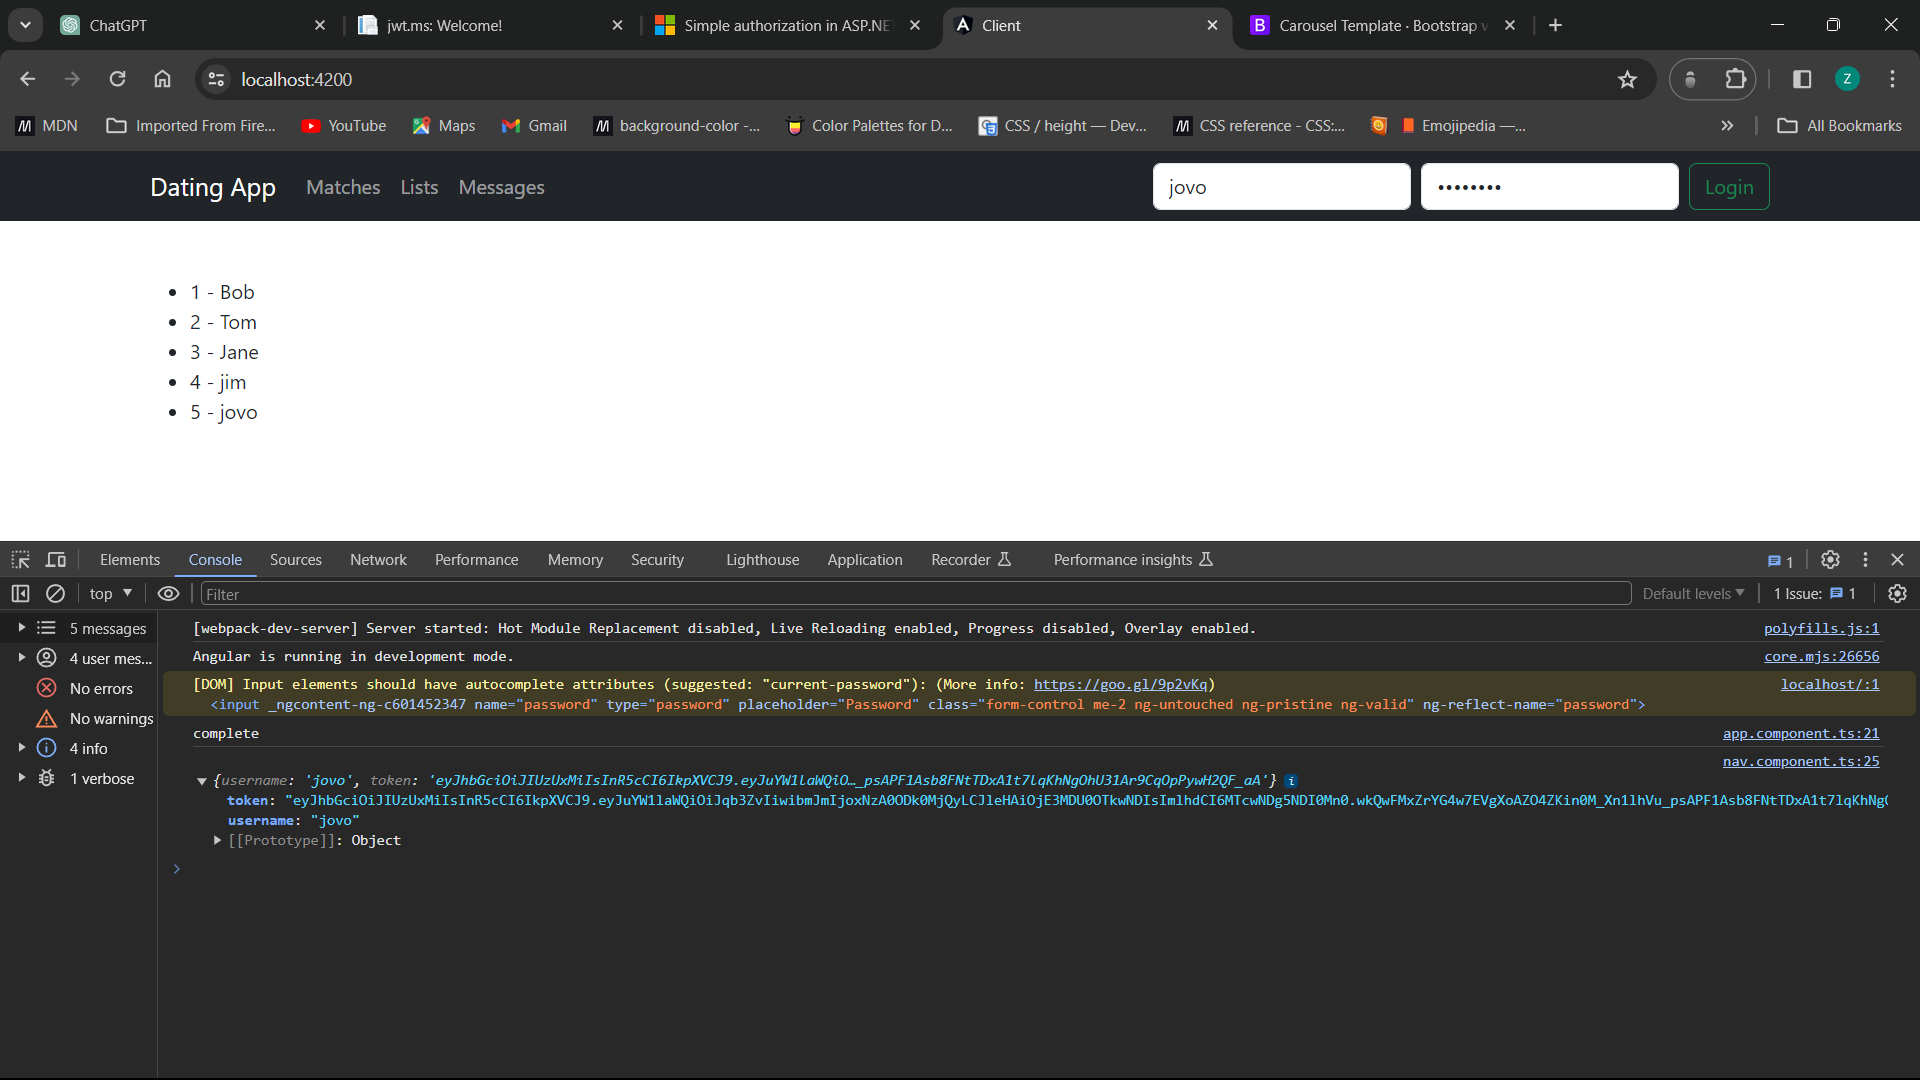 ChatGPT
jwt.ms: Welcome!
Simple authorization in ASP.NE
Client
Carousel Template · Bootstrap v
localhost:4200
Z
MDN
Imported From Fire...
YouTube
Maps
Gmail
background-color -...
Color Palettes for D...
CSS / height — Dev...
CSS reference - CSS:...
Emojipedia —...
All Bookmarks
Dating App
Matches
Lists
Messages
jovo
••••••••
Login
• 1 - Bob
• 2 - Tom
• 3 - Jane
• 4 - jim
• 5 - jovo
Elements
Console
Sources
Network
Performance
Memory
Security
Lighthouse
Application
Recorder
Performance insights
1
top
Filter
Default levels
1 Issue: 1
5 messages
4 user mes...
No errors
No warnings
4 info
1 verbose
[webpack-dev-server] Server started: Hot Module Replacement disabled, Live Reloading enabled, Progress disabled, Overlay enabled.
polyfills.js:1
Angular is running in development mode.
core.mjs:26656
[DOM] Input elements should have autocomplete attributes (suggested: "current-password"): (More info: https://goo.gl/9p2vKq)
localhost/:1
<input _ngcontent-ng-c601452347 name="password" type="password" placeholder="Password" class="form-control me-2 ng-untouched ng-pristine ng-valid" ng-reflect-name="password">
complete
app.component.ts:21
nav.component.ts:25
{username: 'jovo', token: 'eyJhbGciOiJIUzUxMiIsInR5cCI6IkpXVCJ9.eyJuYW1laWQiO…_psAPF1Asb8FNtTDxA1t7lqKhNgOhU31Ar9CqOpPywH2QF_aA'}
token: "eyJhbGciOiJIUzUxMiIsInR5cCI6IkpXVCJ9.eyJuYW1laWQiOiJqb3ZvIiwibmJmIjoxNzA0ODk0MjQyLCJleHAiOjE3MDU0OTkwNDIsImlhdCI6MTcwNDg5NDI0Mn0.wkQwFMxZrYG4w7EVgXoAZO4ZKin0M_Xn1lhVu_psAPF1Asb8FNtTDxA1t7lqKhNg
username: "jovo"
[[Prototype]]: Object